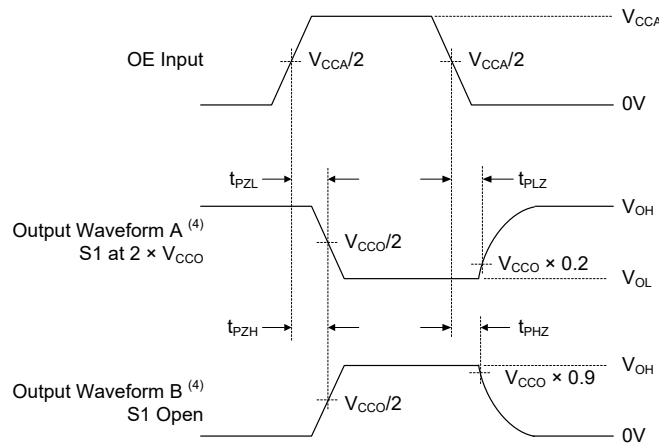 V_CCA
OE Input
V_CCA/2
V_CCA/2
0V
t_PZL
t_PLZ
V_OH
Output Waveform A (4)
S1 at 2 × V_CCO
V_CCO/2
V_CCO × 0.2
V_OL
t_PZH
t_PHZ
V_OH
Output Waveform B (4)
S1 Open
V_CCO/2
V_CCO × 0.9
0V